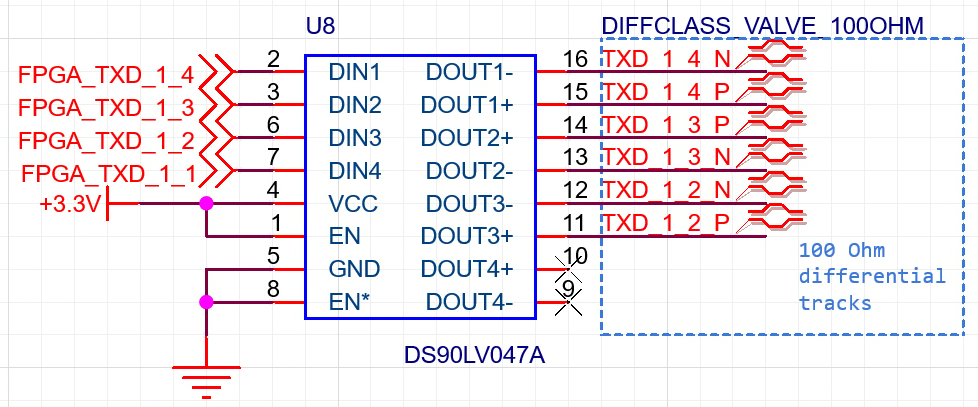 U8
DIFFCLASS_VALVE_100OHM
FPGA_TXD_1_4 2 DIN1 DOUT1- 16 TXD_1_4_N
FPGA_TXD_1_3 3 DIN2 DOUT1+ 15 TXD_1_4_P
FPGA_TXD_1_2 6 DIN3 DOUT2+ 14 TXD_1_3_P
FPGA_TXD_1_1 7 DIN4 DOUT2- 13 TXD_1_3_N
+3.3V 4 VCC DOUT3- 12 TXD_1_2_N
1 EN DOUT3+ 11 TXD_1_2_P
5 GND DOUT4+ 10
8 EN* DOUT4- 9
100 Ohm
differential
tracks
DS90LV047A